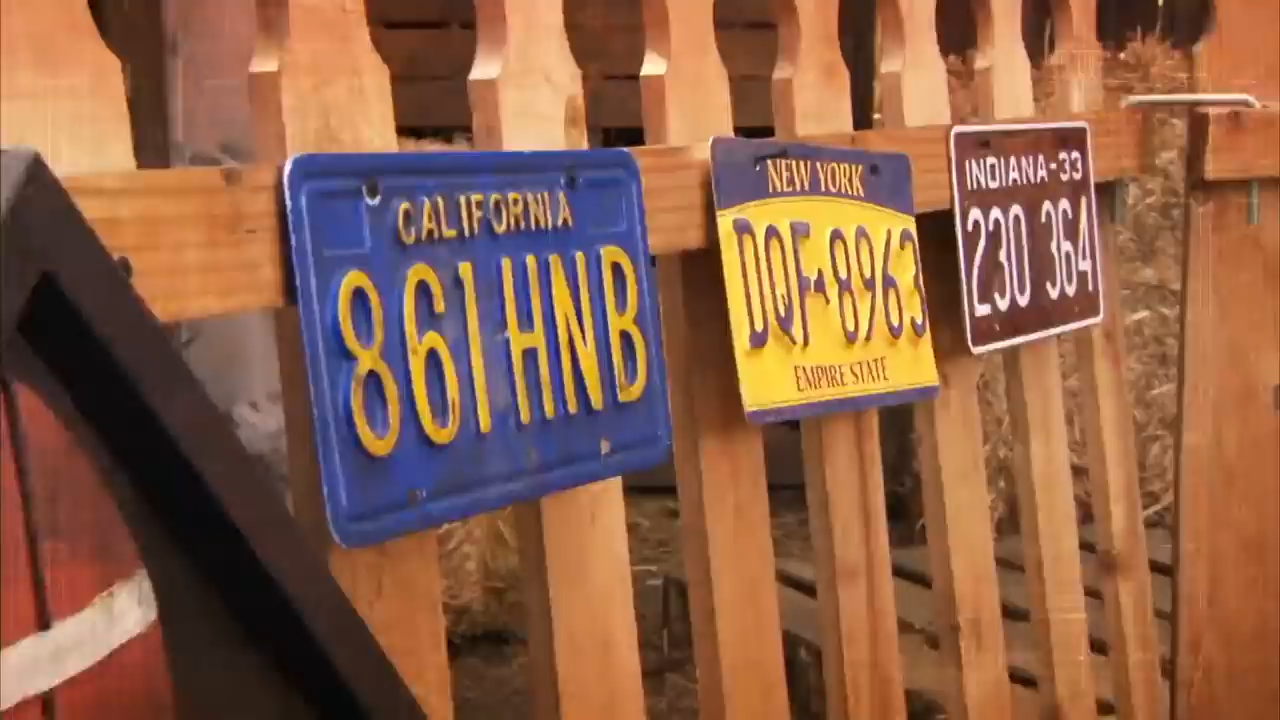 CALIFORNIA
861 HNB
NEW YORK
DQF-8963
EMPIRE STATE
INDIANA-33
230 364